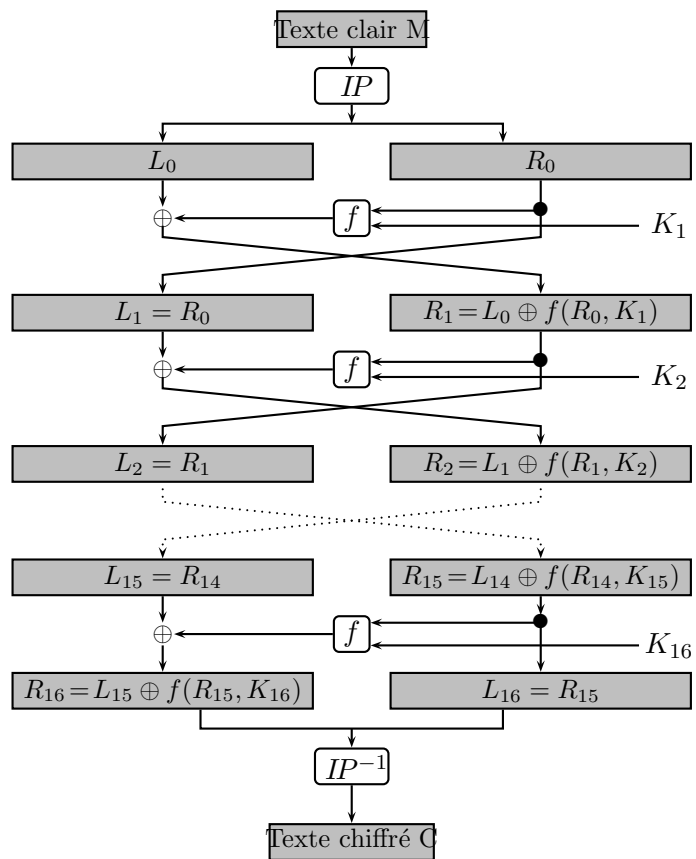 Texte clair M
IP
L₀ R₀
⊕ f K₁
L₁ = R₀ R₁=L₀ ⊕ f(R₀, K₁)
⊕ f K₂
L₂ = R₁ R₂=L₁ ⊕ f(R₁, K₂)
L₁₅ = R₁₄ R₁₅=L₁₄ ⊕ f(R₁₄, K₁₅)
⊕ f K₁₆
R₁₆=L₁₅ ⊕ f(R₁₅, K₁₆) L₁₆ = R₁₅
IP⁻¹
Texte chiffré C